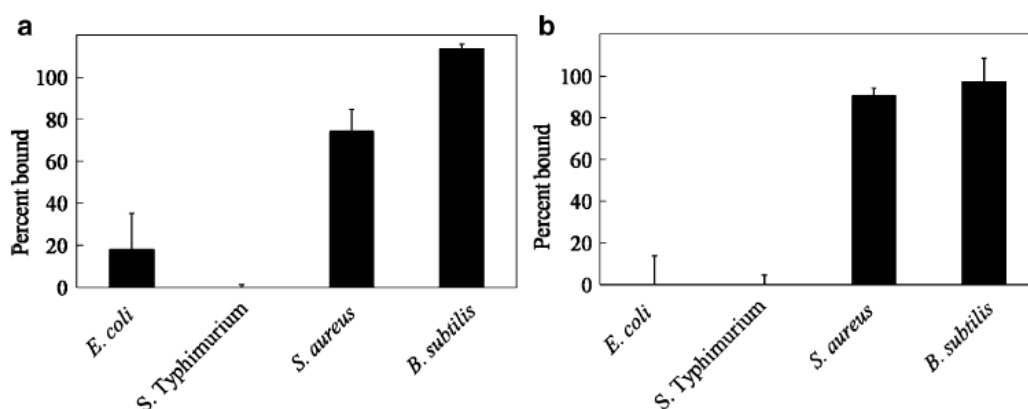 a
Percent bound
100
80
60
40
20
0
E. coli
S. Typhimurium
S. aureus
B. subtilis
b
Percent bound
100
80
60
40
20
0
E. coli
S. Typhimurium
S. aureus
B. subtilis